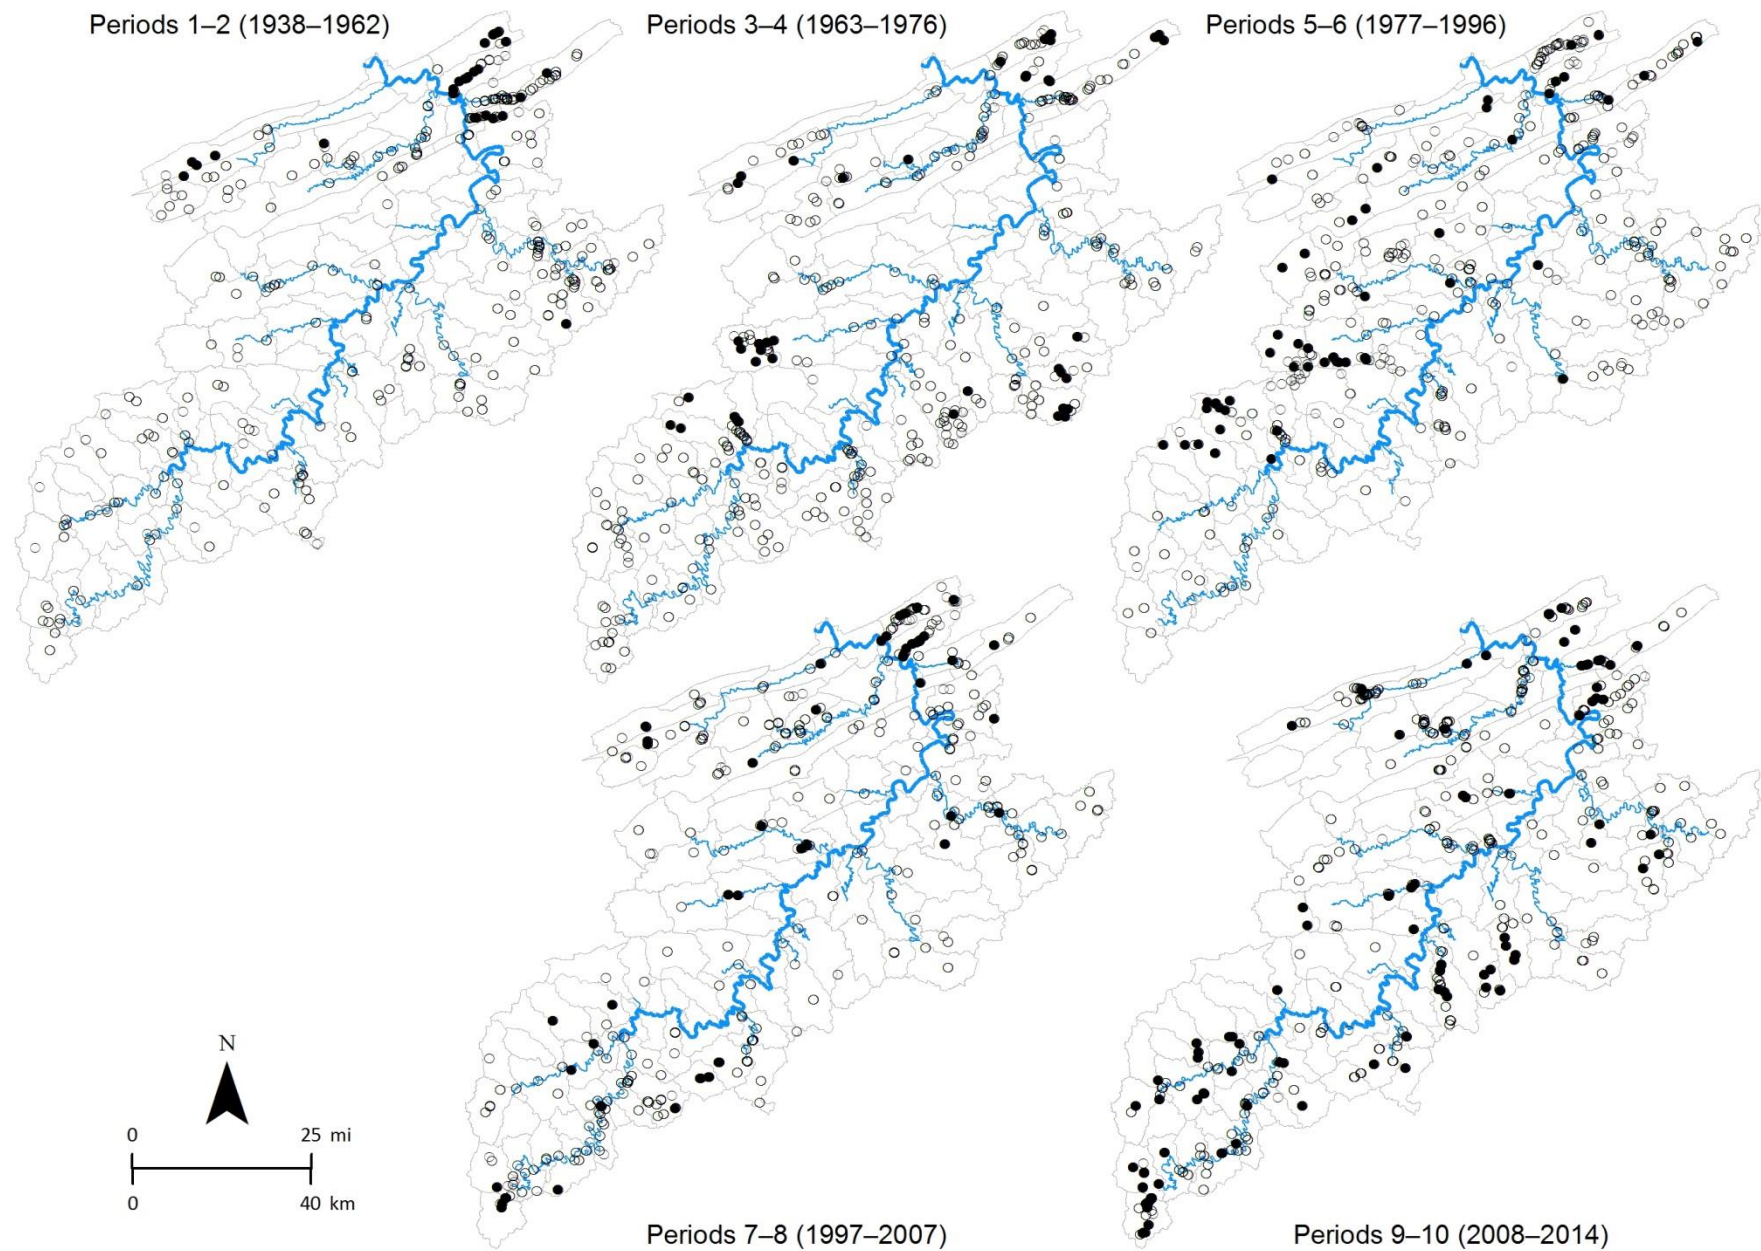 Periods 1–2 (1938–1962)
Periods 3–4 (1963–1976)
Periods 5–6 (1977–1996)
N
0 25 mi
0 40 km
Periods 7–8 (1997–2007)
Periods 9–10 (2008–2014)